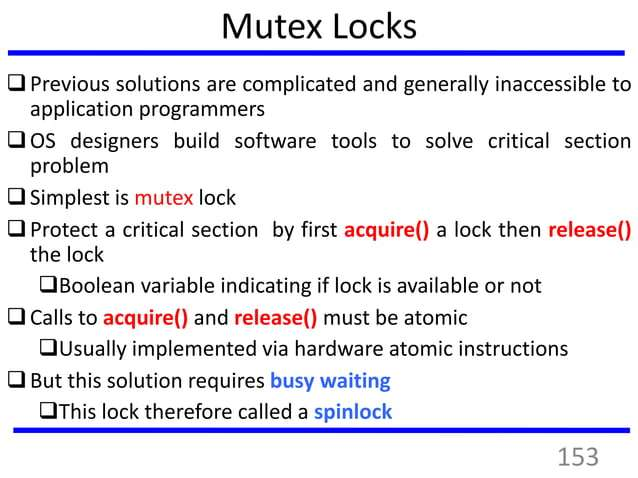 Mutex Locks
❑Previous solutions are complicated and generally inaccessible to
application programmers
❑OS designers build software tools to solve critical section
problem
❑Simplest is mutex lock
❑Protect a critical section by first acquire() a lock then release()
the lock
❑Boolean variable indicating if lock is available or not
❑Calls to acquire() and release() must be atomic
❑Usually implemented via hardware atomic instructions
❑But this solution requires busy waiting
❑This lock therefore called a spinlock
153